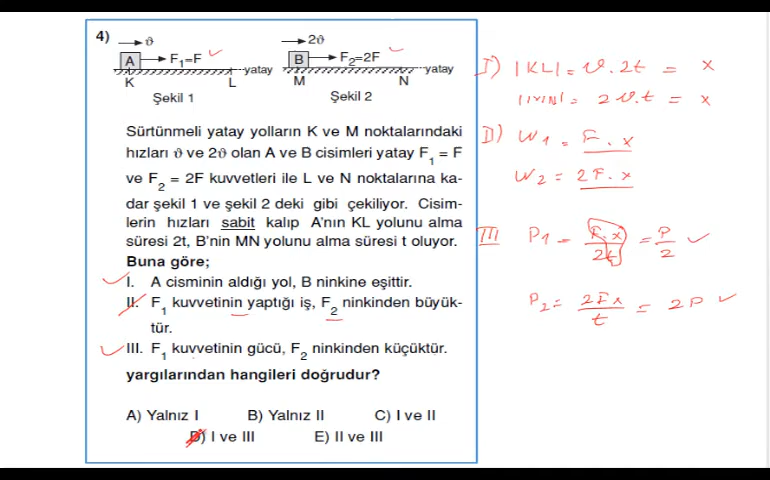 4)
ϑ
F₁=F
A
yatay
K
L
Şekil 1
2ϑ
F₂=2F
B
yatay
M
N
Şekil 2
Sürtünmeli yatay yolların K ve M noktalarındaki
hızları ϑ ve 2ϑ olan A ve B cisimleri yatay F₁ = F
ve F₂ = 2F kuvvetleri ile L ve N noktalarına ka-
dar şekil 1 ve şekil 2 deki gibi çekiliyor. Cisim-
lerin hızları sabit kalıp A'nın KL yolunu alma
süresi 2t, B'nin MN yolunu alma süresi t oluyor.
Buna göre;
I. A cisminin aldığı yol, B ninkine eşittir.
II. F₁ kuvvetinin yaptığı iş, F₂ ninkinden büyük-
tür.
III. F₁ kuvvetinin gücü, F₂ ninkinden küçüktür.
yargılarından hangileri doğrudur?
A) Yalnız I B) Yalnız II C) I ve II
D) I ve III E) II ve III
I) |KL| = ϑ.2t = x
|MN| = 2ϑ.t = x
II) W₁ = F.x
W₂ = 2F.x
III P₁ = F.x/2t = P/2
P₂ = 2Fx/t = 2P